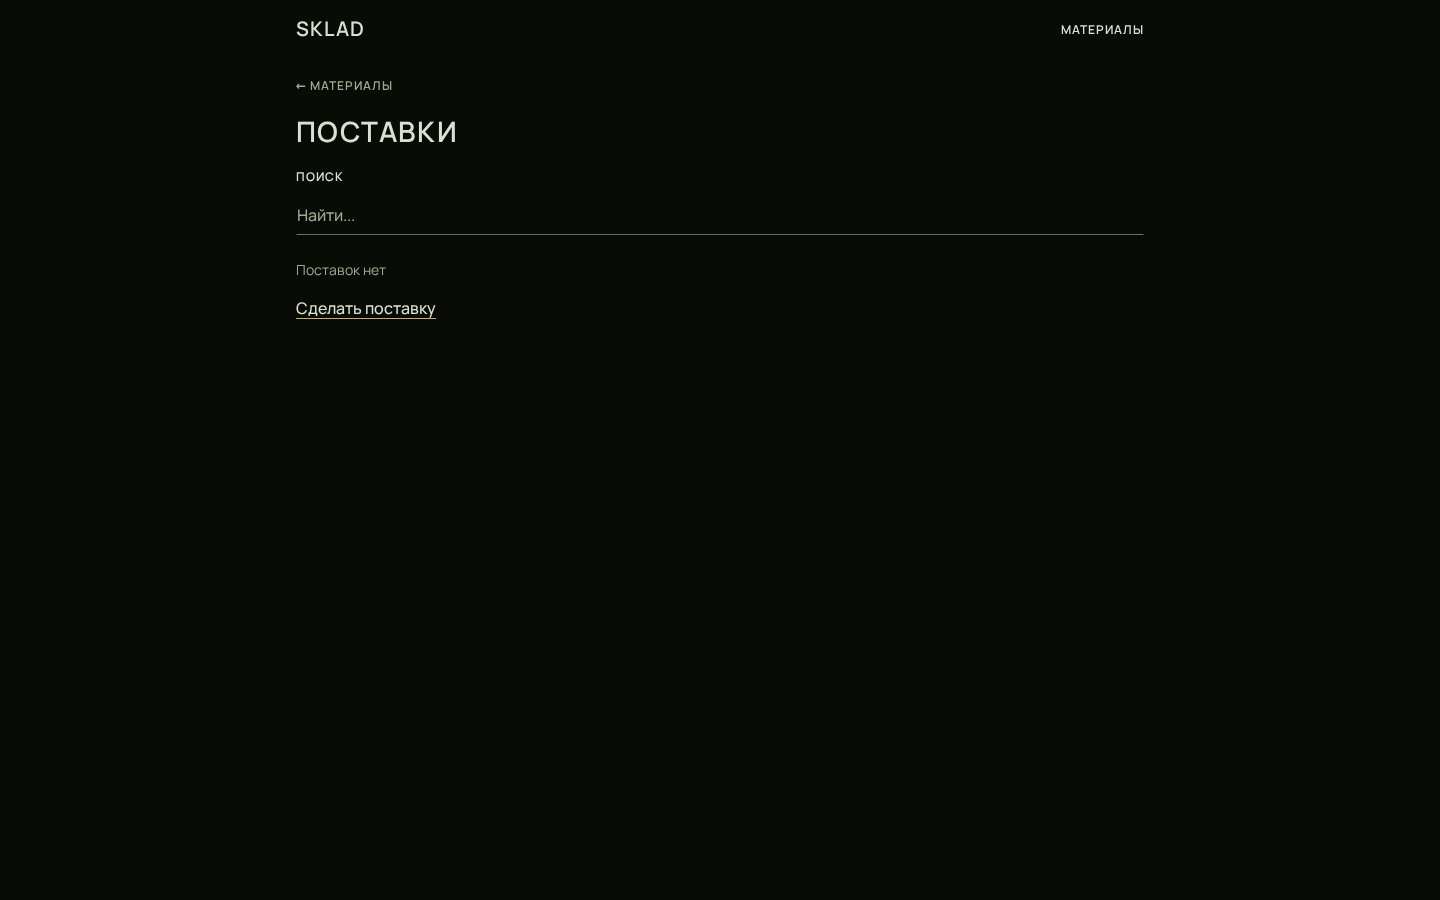 SKLAD
МАТЕРИАЛЫ
← МАТЕРИАЛЫ
ПОСТАВКИ
ПОИСК
Найти...
Поставок нет
Сделать поставку